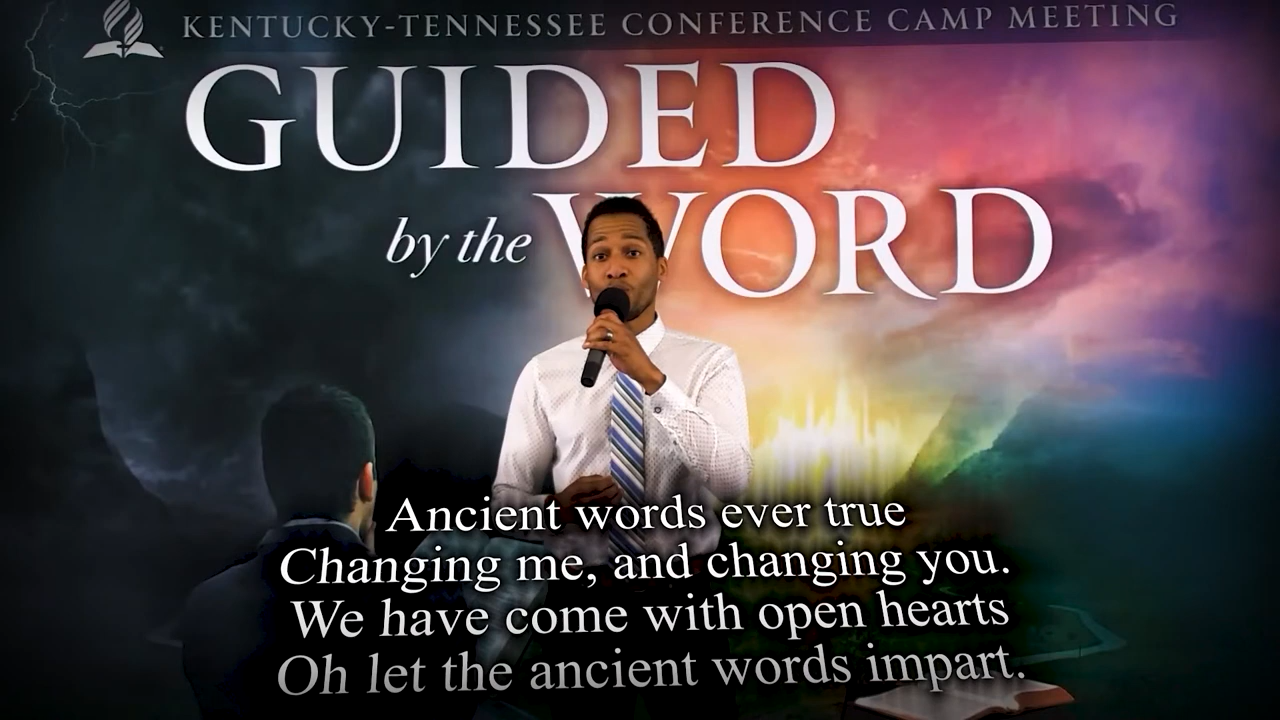 KENTUCKY-TENNESSEE CONFERENCE CAMP MEETING
GUIDED
by the WORD
Ancient words ever true
Changing me, and changing you.
We have come with open hearts
Oh let the ancient words impart.